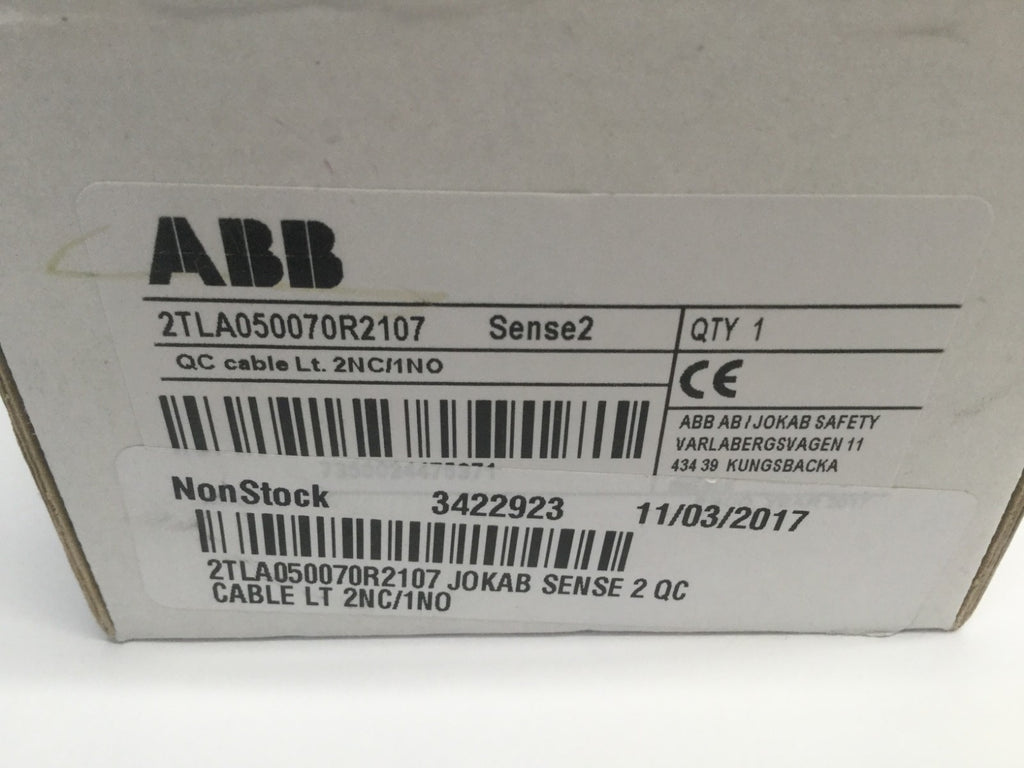 ABB
2TLA050070R2107 Sense2 QTY 1
QC cable Lt. 2NC/1NO
CE
ABB AB / JOKAB SAFETY
VARLABERGSVAGEN 11
434 39 KUNGSBACKA
NonStock 3422923 11/03/2017
2TLA050070R2107 JOKAB SENSE 2 QC
CABLE LT 2NC/1NO